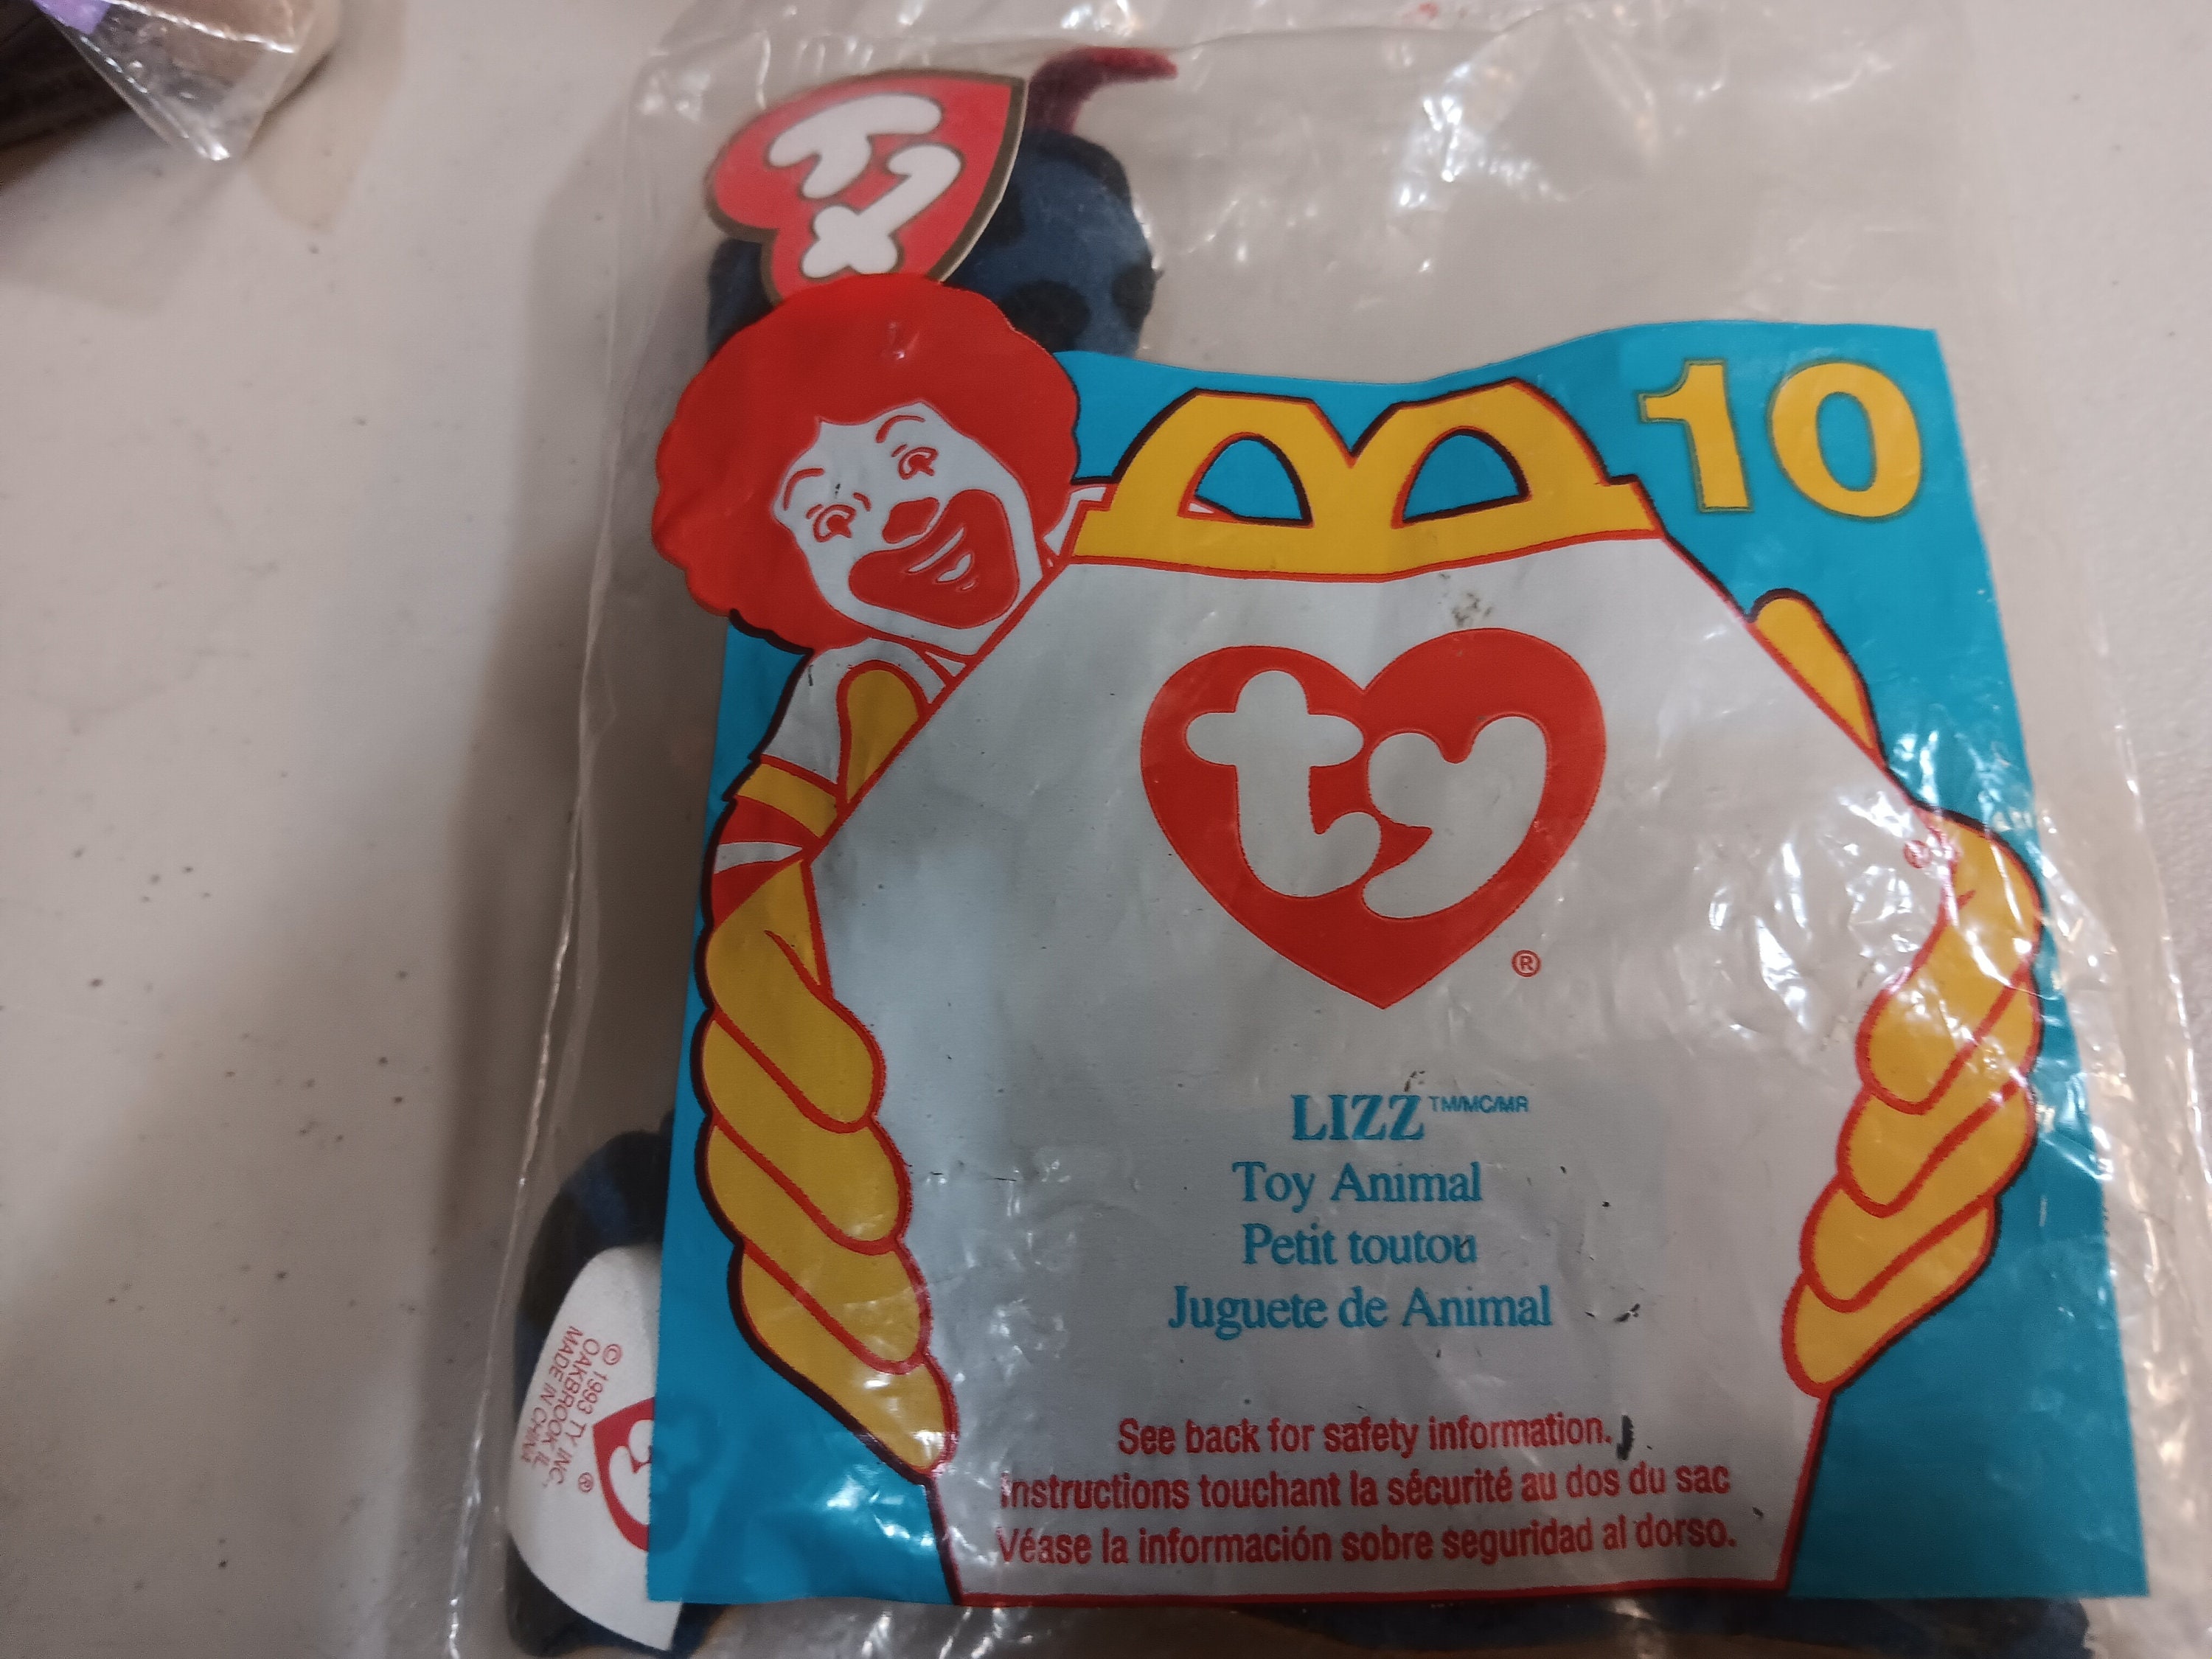 ty
10
ty
®
LIZZ TM/MC/MR
Toy Animal
Petit toutou
Juguete de Animal
See back for safety information.
Instructions touchant la sécurité au dos du sac
Véase la información sobre seguridad al dorso.
© 1993 TY INC.
OAKBROOK IL.
MADE IN CHINA
®